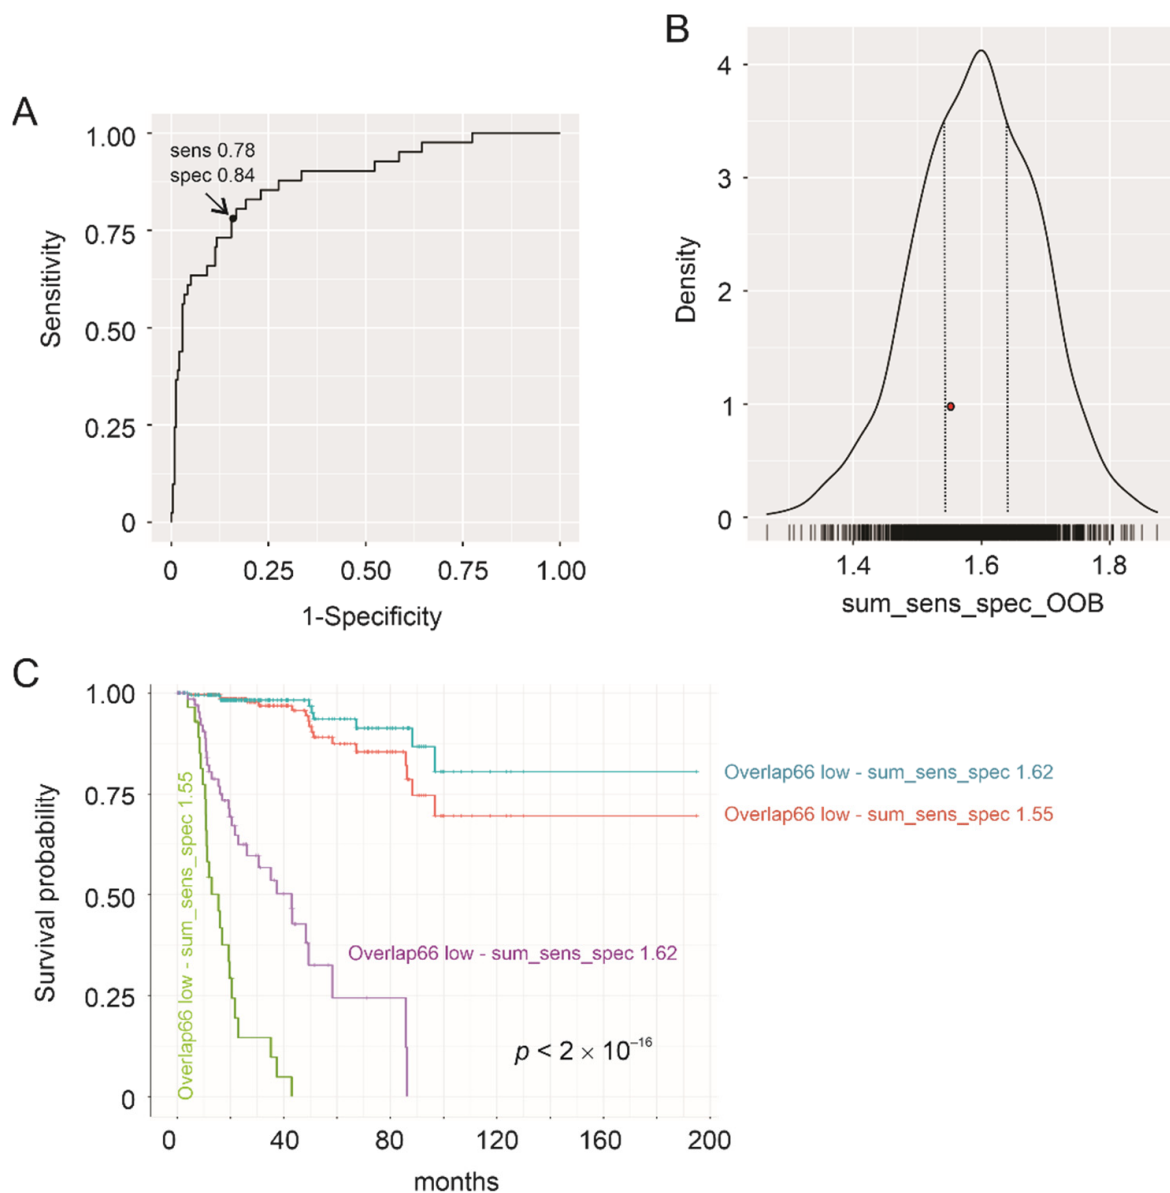 A
sens 0.78
spec 0.84
1.00
0.75
0.50
0.25
0
Sensitivity
0 0.25 0.50 0.75 1.00
1-Specificity
B
4
3
2
1
0
Density
1.4 1.6 1.8
sum_sens_spec_OOB
C
1.00
0.75
0.50
0.25
0
Survival probability
Overlap66 low - sum_sens_spec 1.55
Overlap66 low - sum_sens_spec 1.62
Overlap66 low - sum_sens_spec 1.55
Overlap66 low - sum_sens_spec 1.62
p < 2 × 10⁻¹⁶
0 40 80 120 160 200
months